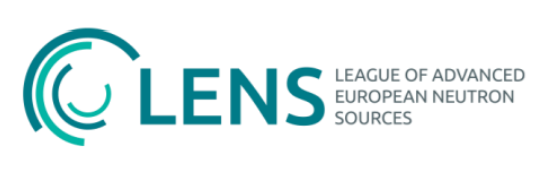 LENS
LEAGUE OF ADVANCED
EUROPEAN NEUTRON
SOURCES